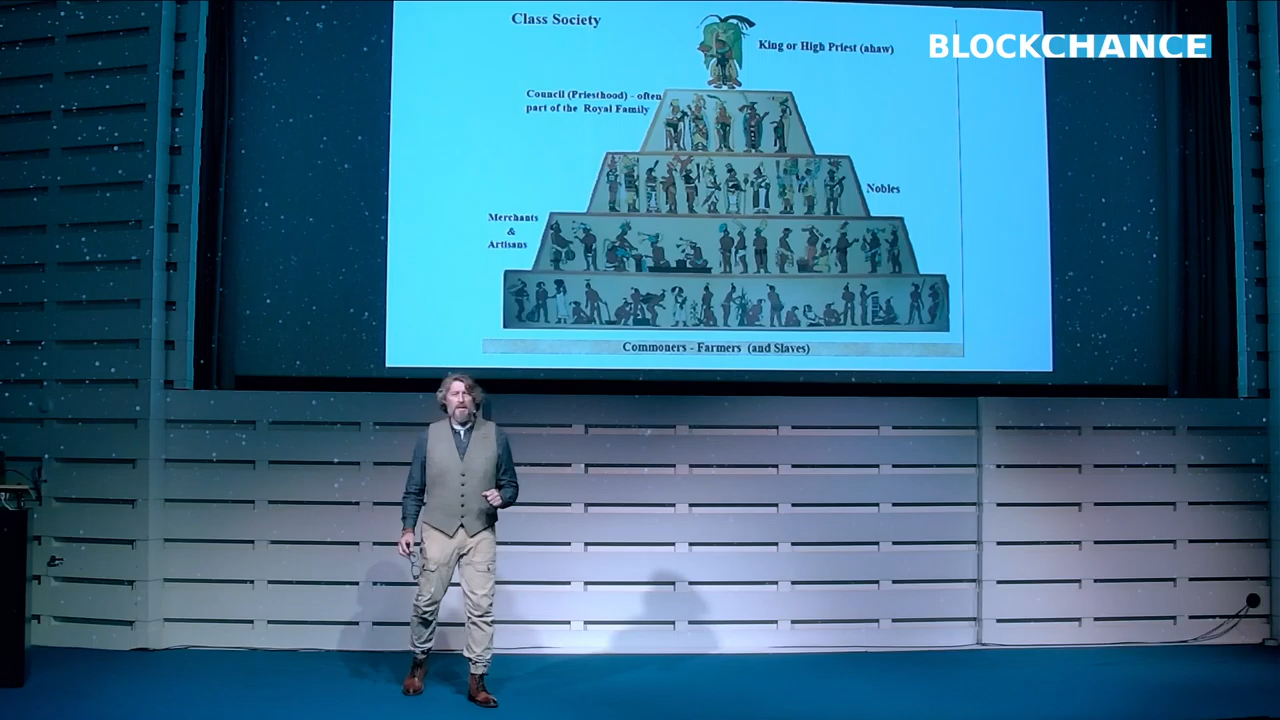 Class Society
BLOCKCHANCE
King or High Priest (ahaw)
Council (Priesthood) - often
part of the Royal Family
Nobles
Merchants
&
Artisans
Commoners - Farmers (and Slaves)